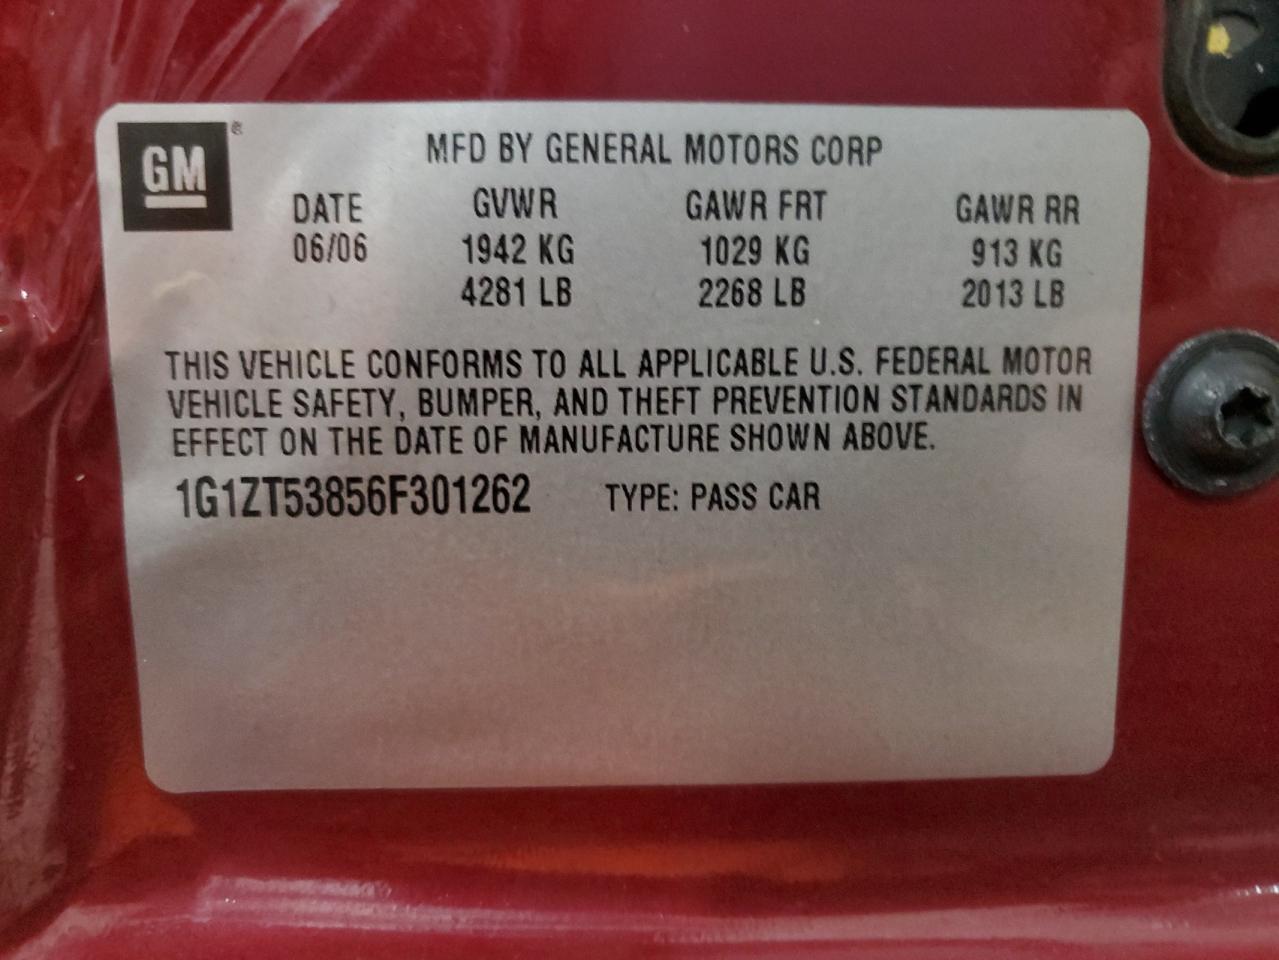 GM ®
MFD BY GENERAL MOTORS CORP
DATE GVWR GAWR FRT GAWR RR
06/06 1942 KG 1029 KG 913 KG
4281 LB 2268 LB 2013 LB
THIS VEHICLE CONFORMS TO ALL APPLICABLE U.S. FEDERAL MOTOR
VEHICLE SAFETY, BUMPER, AND THEFT PREVENTION STANDARDS IN
EFFECT ON THE DATE OF MANUFACTURE SHOWN ABOVE.
1G1ZT53856F301262 TYPE: PASS CAR